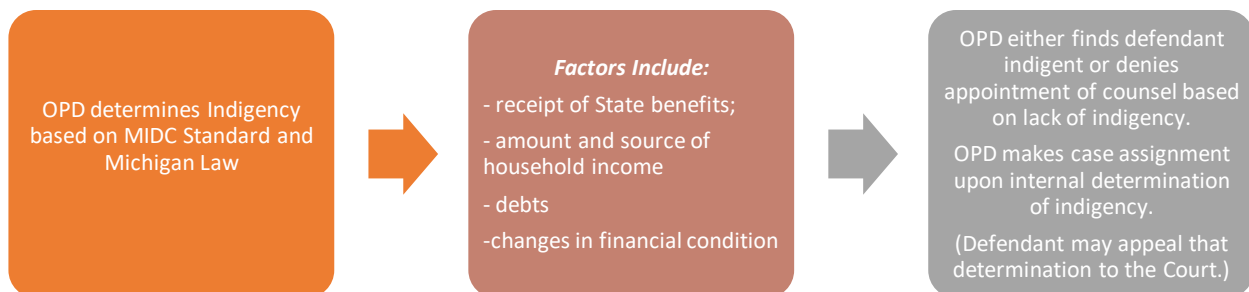 OPD determines Indigency
based on MIDC Standard and
Michigan Law
Factors Include:
- receipt of State benefits;
- amount and source of
household income
- debts
-changes in financial condition
OPD either finds defendant
indigent or denies
appointment of counsel based
on lack of indigency.
OPD makes case assignment
upon internal determination
of indigency.
(Defendant may appeal that
determination to the Court.)